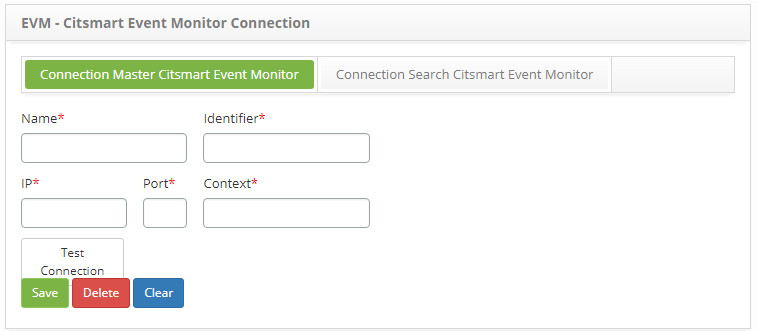 EVM - Citsmart Event Monitor Connection
Connection Master Citsmart Event Monitor Connection Search Citsmart Event Monitor
Name* Identifier*
IP* Port* Context*
Test
Connection
Save Delete Clear